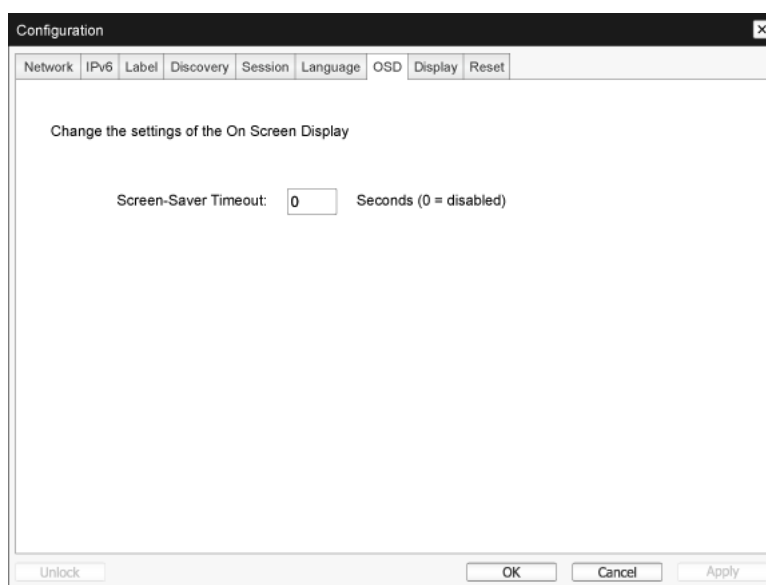 Configuration
Network IPv6 Label Discovery Session Language OSD Display Reset
Change the settings of the On Screen Display
Screen-Saver Timeout: 0 Seconds (0 = disabled)
Unlock OK Cancel Apply